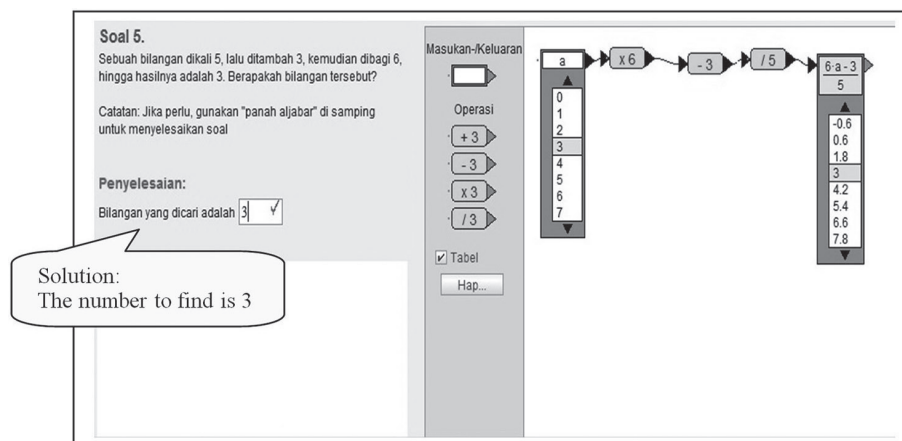 Soal 5.
Sebuah bilangan dikali 5, lalu ditambah 3, kemudian dibagi 6,
hingga hasilnya adalah 3. Berapakah bilangan tersebut?
Catatan: Jika perlu, gunakan "panah aljabar" di samping
untuk menyelesaikan soal
Penyelesaian:
Bilangan yang dicari adalah 3
Solution:
The number to find is 3
Masukan-/Keluaran
Operasi
+ 3
- 3
x 3
/ 3
Tabel
Hap...
a
x 6
- 3
/ 5
6·a - 3
5
0
1
2
3
4
5
6
7
-0.6
0.6
1.8
3
4.2
5.4
6.6
7.8